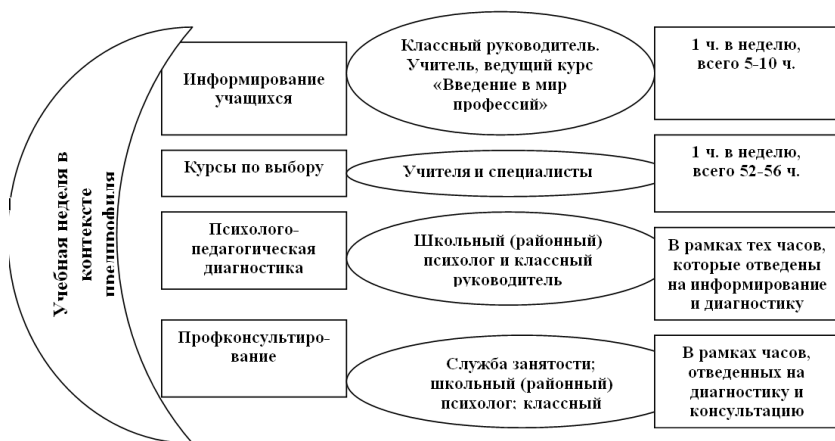 Учебная неделя в
контексте
предпрофиля
Информирование
учащихся
Классный руководитель.
Учитель, ведущий курс
«Введение в мир
профессий»
1 ч. в неделю,
всего 5-10 ч.
Курсы по выбору
Учителя и специалисты
1 ч. в неделю,
всего 52-56 ч.
Психолого-
педагогическая
диагностика
Школьный (районный)
психолог и классный
руководитель
В рамках тех часов,
которые отведены
на информирование
и диагностику
Профконсультиро-
вание
Служба занятости;
школьный (районный)
психолог; классный
В рамках часов,
отведенных на
диагностику и
консультацию